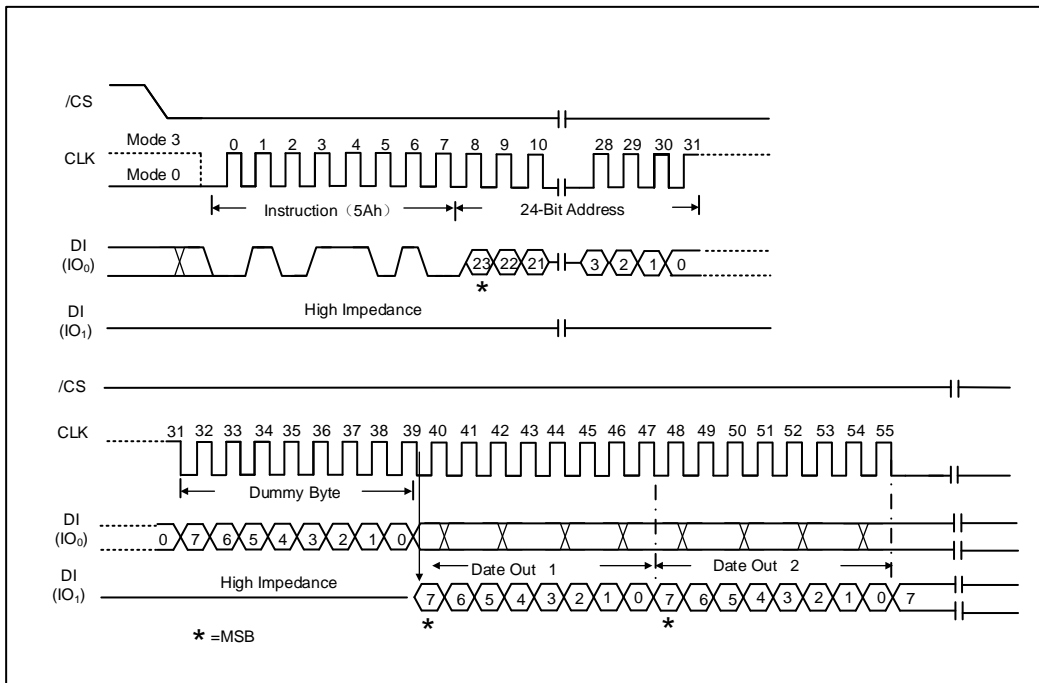 /CS
Mode 3
CLK
Mode 0
0 1 2 3 4 5 6 7 8 9 10 28 29 30 31
Instruction（5Ah）
24-Bit Address
DI
(IO₀)
23 22 21 3 2 1 0
*
High Impedance
DI
(IO₁)
/CS
CLK
31 32 33 34 35 36 37 38 39 40 41 42 43 44 45 46 47 48 49 50 51 52 53 54 55
Dummy Byte
DI
(IO₀)
0 7 6 5 4 3 2 1 0
Date Out 1
Date Out 2
DI
(IO₁)
High Impedance
7 6 5 4 3 2 1 0 7 6 5 4 3 2 1 0 7
* *
* =MSB